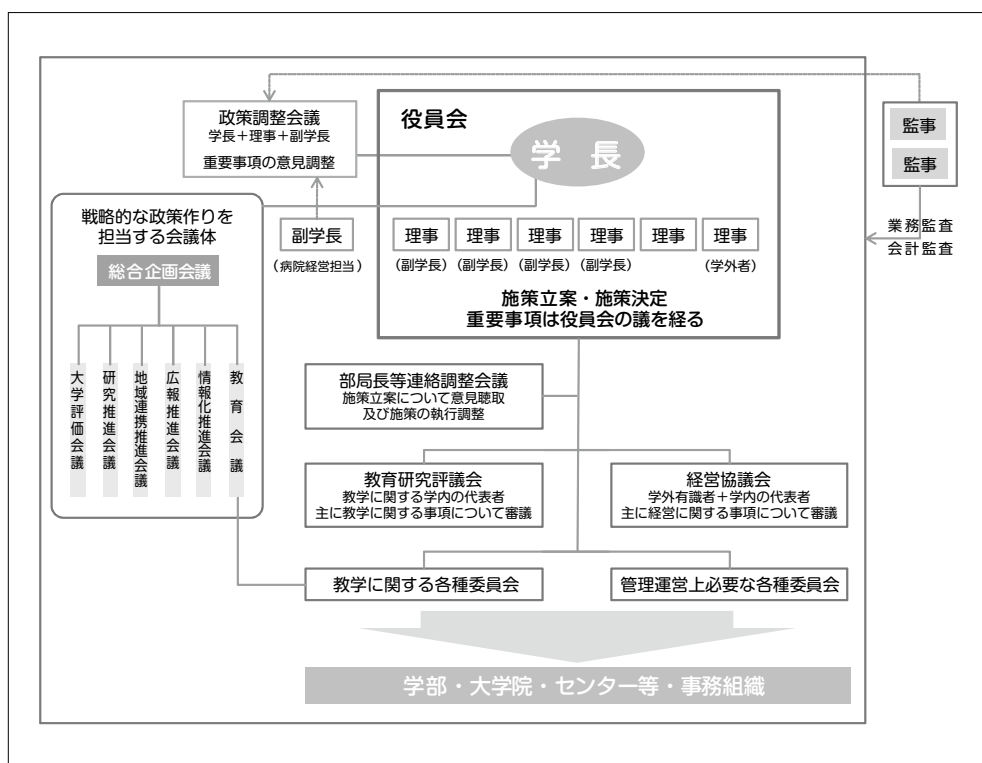 政策調整会議
学長＋理事＋副学長
重要事項の意見調整
役員会
学　長
監事
監事
業務監査
会計監査
戦略的な政策作りを
担当する会議体
総合企画会議
副学長
（病院経営担当）
理事
理事
理事
理事
理事
理事
（副学長）
（副学長）
（副学長）
（副学長）
（学外者）
施策立案・施策決定
重要事項は役員会の議を経る
大学評価会議
研究推進会議
地域連携推進会議
広報推進会議
情報化推進会議
教育会議
部局長等連絡調整会議
施策立案について意見聴取
及び施策の執行調整
教育研究評議会
教学に関する学内の代表者
主に教学に関する事項について審議
経営協議会
学外有識者＋学内の代表者
主に経営に関する事項について審議
教学に関する各種委員会
管理運営上必要な各種委員会
学部・大学院・センター等・事務組織